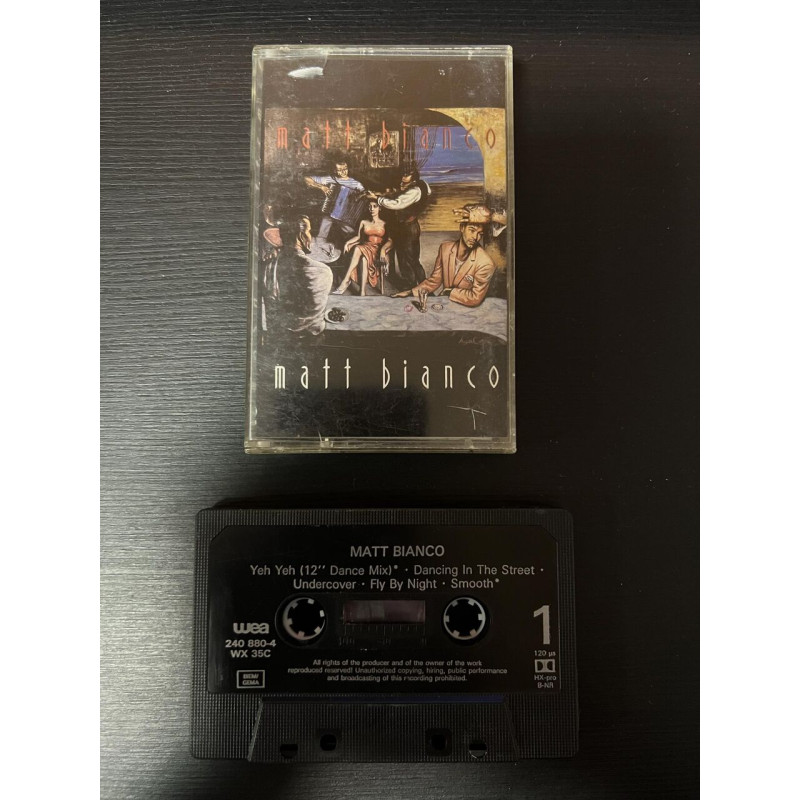 matt bianco
matt bianco
MATT BIANCO
Yeh Yeh (12'' Dance Mix)* · Dancing In The Street ·
Undercover · Fly By Night · Smooth*
wea
240 880-4
WX 35C
1
120 µs
HX-pro
B-NR
All rights of the producer and of the owner of the work
reproduced reserved! Unauthorized copying, hiring, public performance
and broadcasting of this recording prohibited.
BIEM/
GEMA